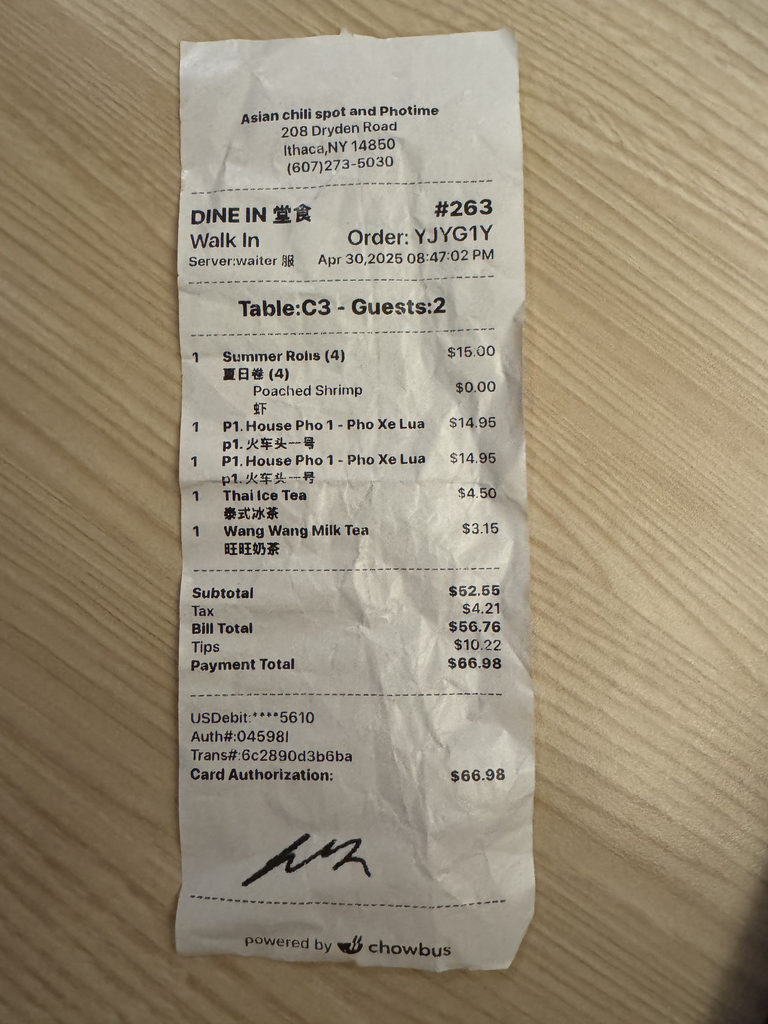 Asian chili spot and Photime
208 Dryden Road
Ithaca,NY 14850
(607)273-5030
DINE IN 堂食 #263
Walk In Order: YJYG1Y
Server:waiter 服 Apr 30,2025 08:47:02 PM
Table:C3 - Guests:2
1 Summer Rolls (4) $15.00
夏日卷 (4)
Poached Shrimp $0.00
虾
1 P1. House Pho 1 - Pho Xe Lua $14.95
p1. 火车头一号
1 P1. House Pho 1 - Pho Xe Lua $14.95
p1. 火车头一号
1 Thai Ice Tea $4.50
泰式冰茶
1 Wang Wang Milk Tea $3.15
旺旺奶茶
Subtotal $52.55
Tax $4.21
Bill Total $56.76
Tips $10.22
Payment Total $66.98
USDebit:****5610
Auth#:04598I
Trans#:6c2890d3b6ba
Card Authorization: $66.98
powered by chowbus